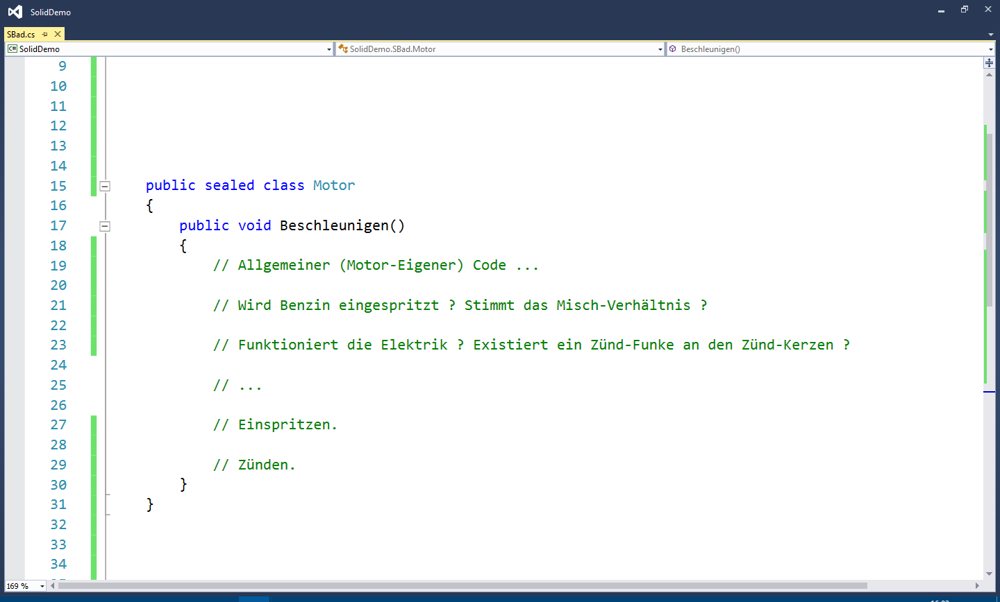 SolidDemo
SBad.cs
C# SolidDemo
SolidDemo.SBad.Motor
Beschleunigen()
9
10
11
12
13
14
15 public sealed class Motor
16 {
17 public void Beschleunigen()
18 {
19 // Allgemeiner (Motor-Eigener) Code ...
20
21 // Wird Benzin eingespritzt ? Stimmt das Misch-Verhältnis ?
22
23 // Funktioniert die Elektrik ? Existiert ein Zünd-Funke an den Zünd-Kerzen ?
24
25 // ...
26
27 // Einspritzen.
28
29 // Zünden.
30 }
31 }
32
33
34
169 %